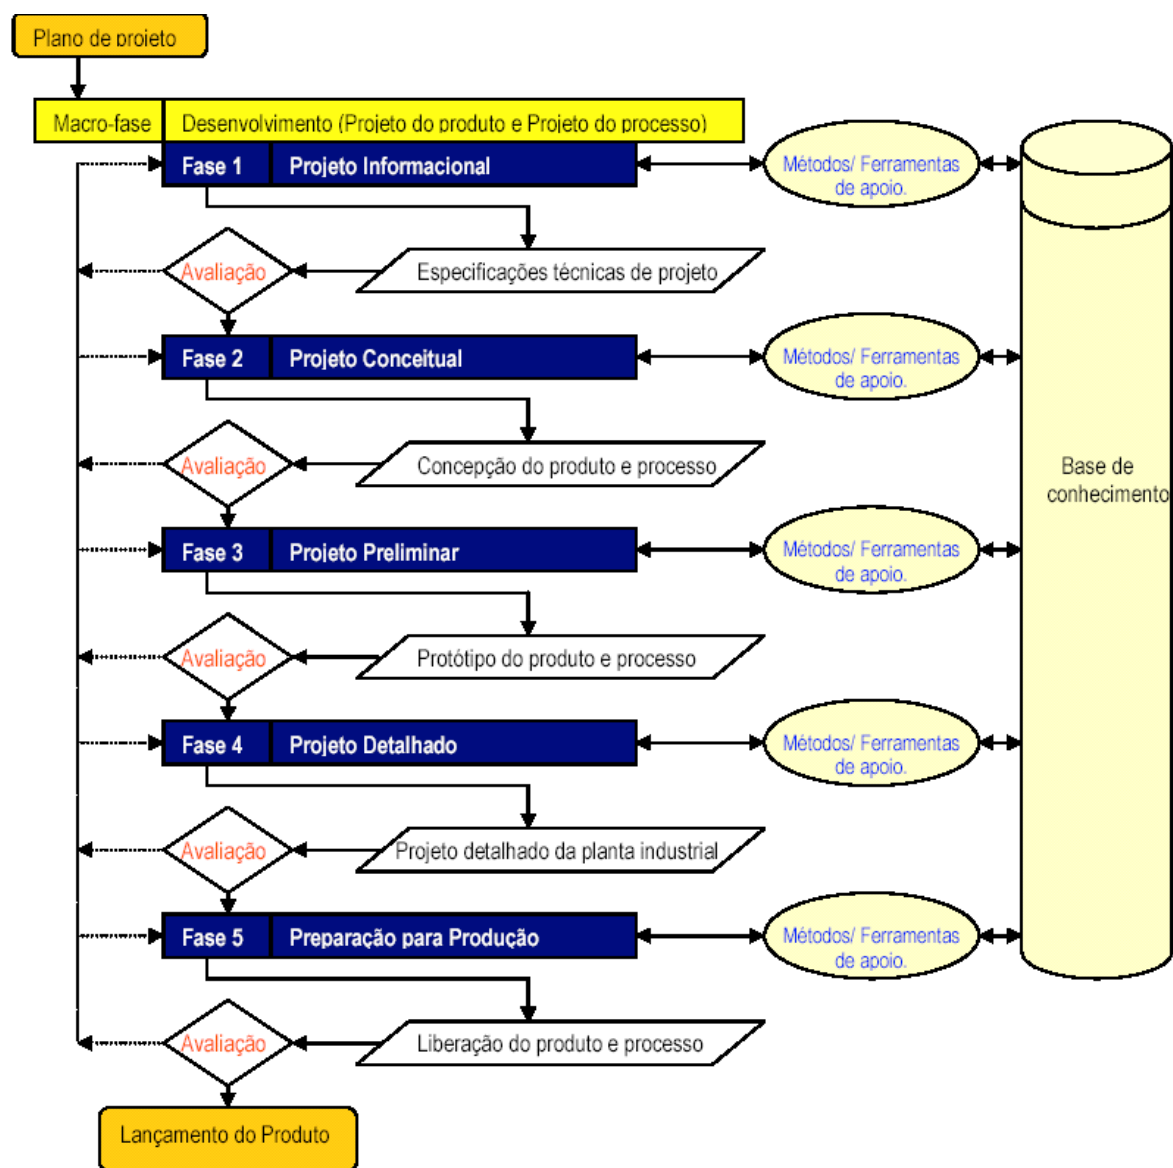 Plano de projeto
Macro-fase Desenvolvimento (Projeto do produto e Projeto do processo)
Fase 1 Projeto Informacional
Métodos/ Ferramentas
de apoio.
Avaliação
Especificações técnicas de projeto
Fase 2 Projeto Conceitual
Métodos/ Ferramentas
de apoio.
Avaliação
Concepção do produto e processo
Base de
conhecimento
Fase 3 Projeto Preliminar
Métodos/ Ferramentas
de apoio.
Avaliação
Protótipo do produto e processo
Fase 4 Projeto Detalhado
Métodos/ Ferramentas
de apoio.
Avaliação
Projeto detalhado da planta industrial
Fase 5 Preparação para Produção
Métodos/ Ferramentas
de apoio.
Avaliação
Liberação do produto e processo
Lançamento do Produto